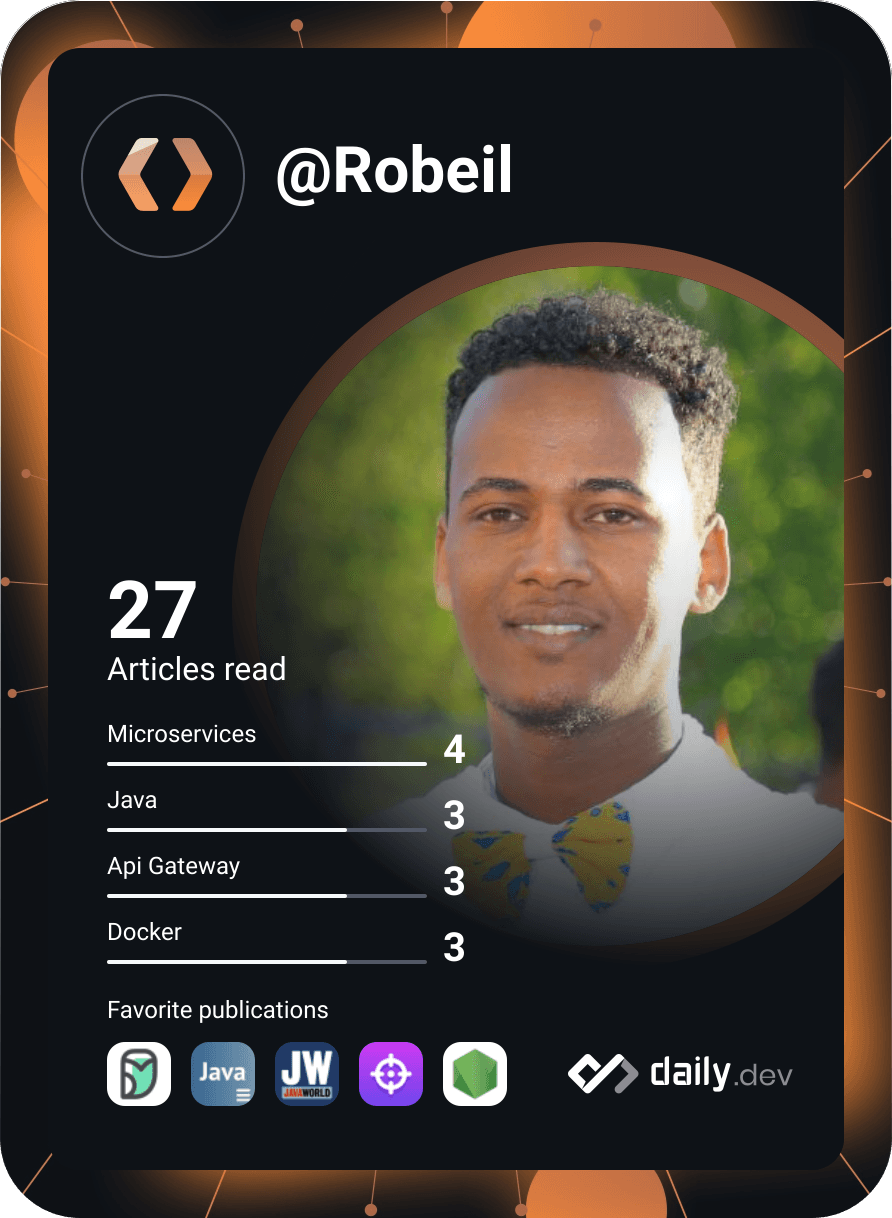 @Robeil
27
Articles read
Microservices
4
Java
3
Api Gateway
3
Docker
3
Favorite publications
Java
JW
JAVAWORLD
daily.dev